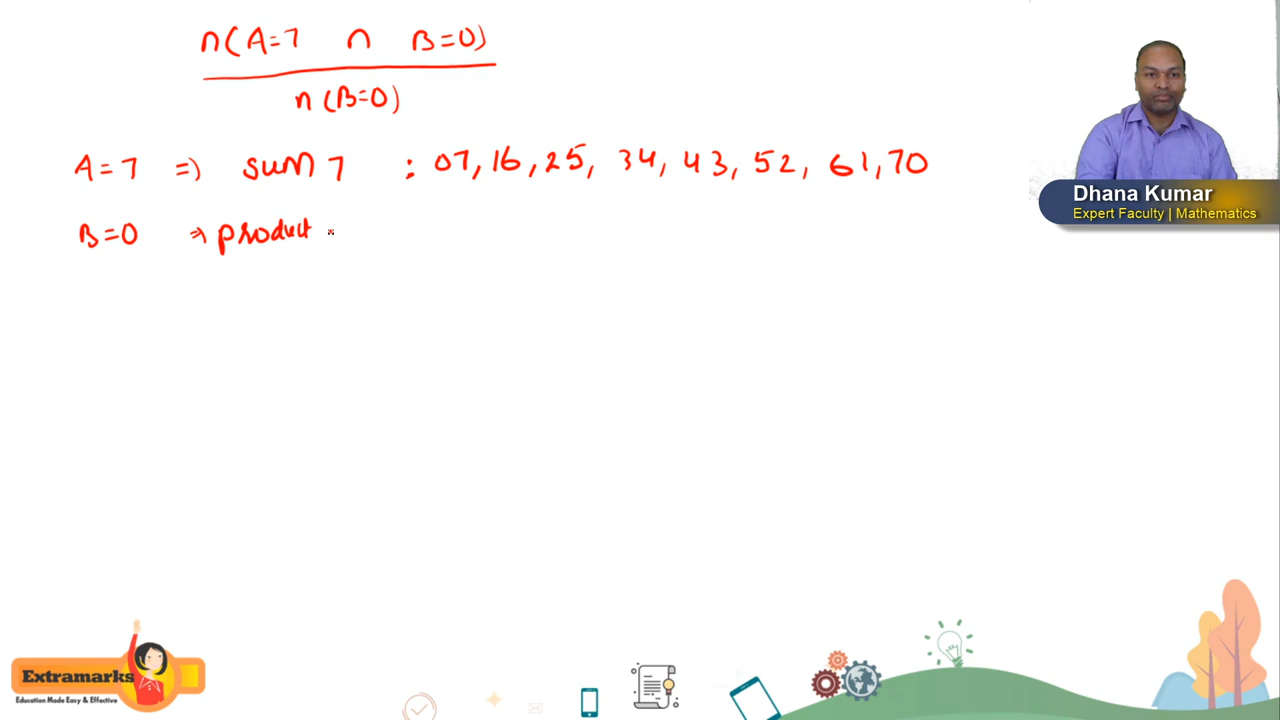 n(A=7 ∩ B=0)
n(B=0)
A=7 => sum 7 : 07, 16, 25, 34, 43, 52, 61, 70
B=0 => product
Dhana Kumar
Expert Faculty | Mathematics
Extramarks
Education Made Easy & Effective